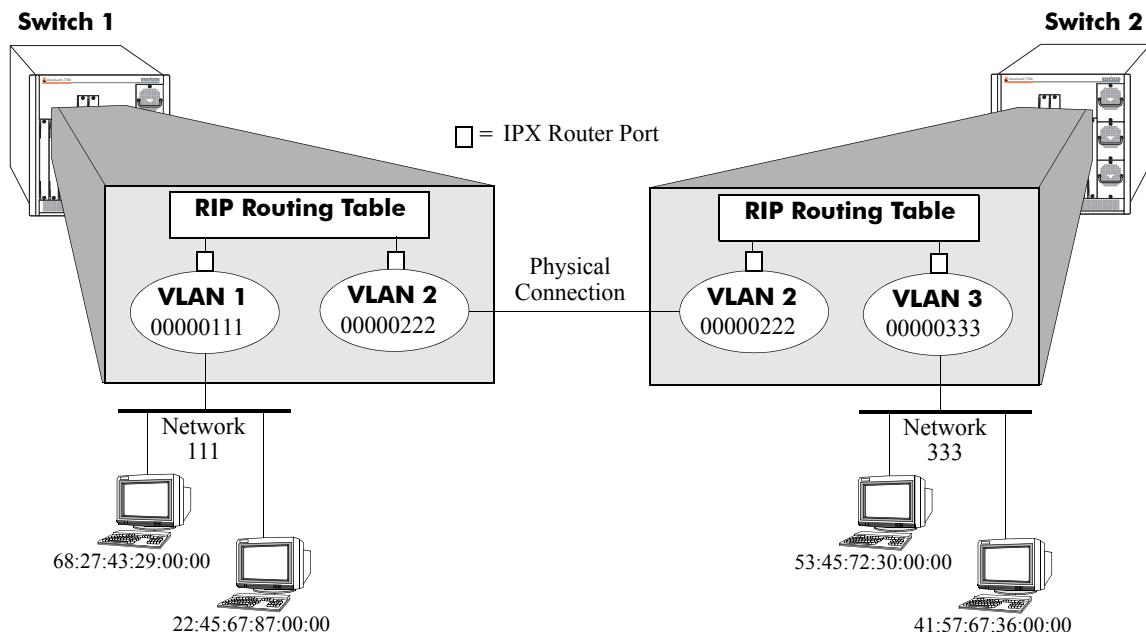 Switch 1
Switch 2
= IPX Router Port
RIP Routing Table
RIP Routing Table
VLAN 1
00000111
VLAN 2
00000222
Physical
Connection
VLAN 2
00000222
VLAN 3
00000333
Network
111
Network
333
68:27:43:29:00:00
53:45:72:30:00:00
22:45:67:87:00:00
41:57:67:36:00:00